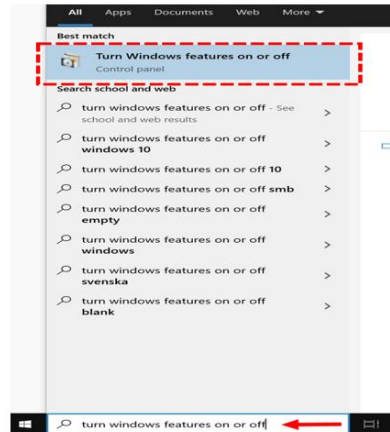 All Apps Documents Web More
Best match
Turn Windows features on or off
Control panel
Search school and web
turn windows features on or off - See
school and web results
turn windows features on or off
windows 10
turn windows features on or off 10
turn windows features on or off smb
turn windows features on or off
empty
turn windows features on or off
windows
turn windows features on or off
svenska
turn windows features on or off
blank
turn windows features on or off